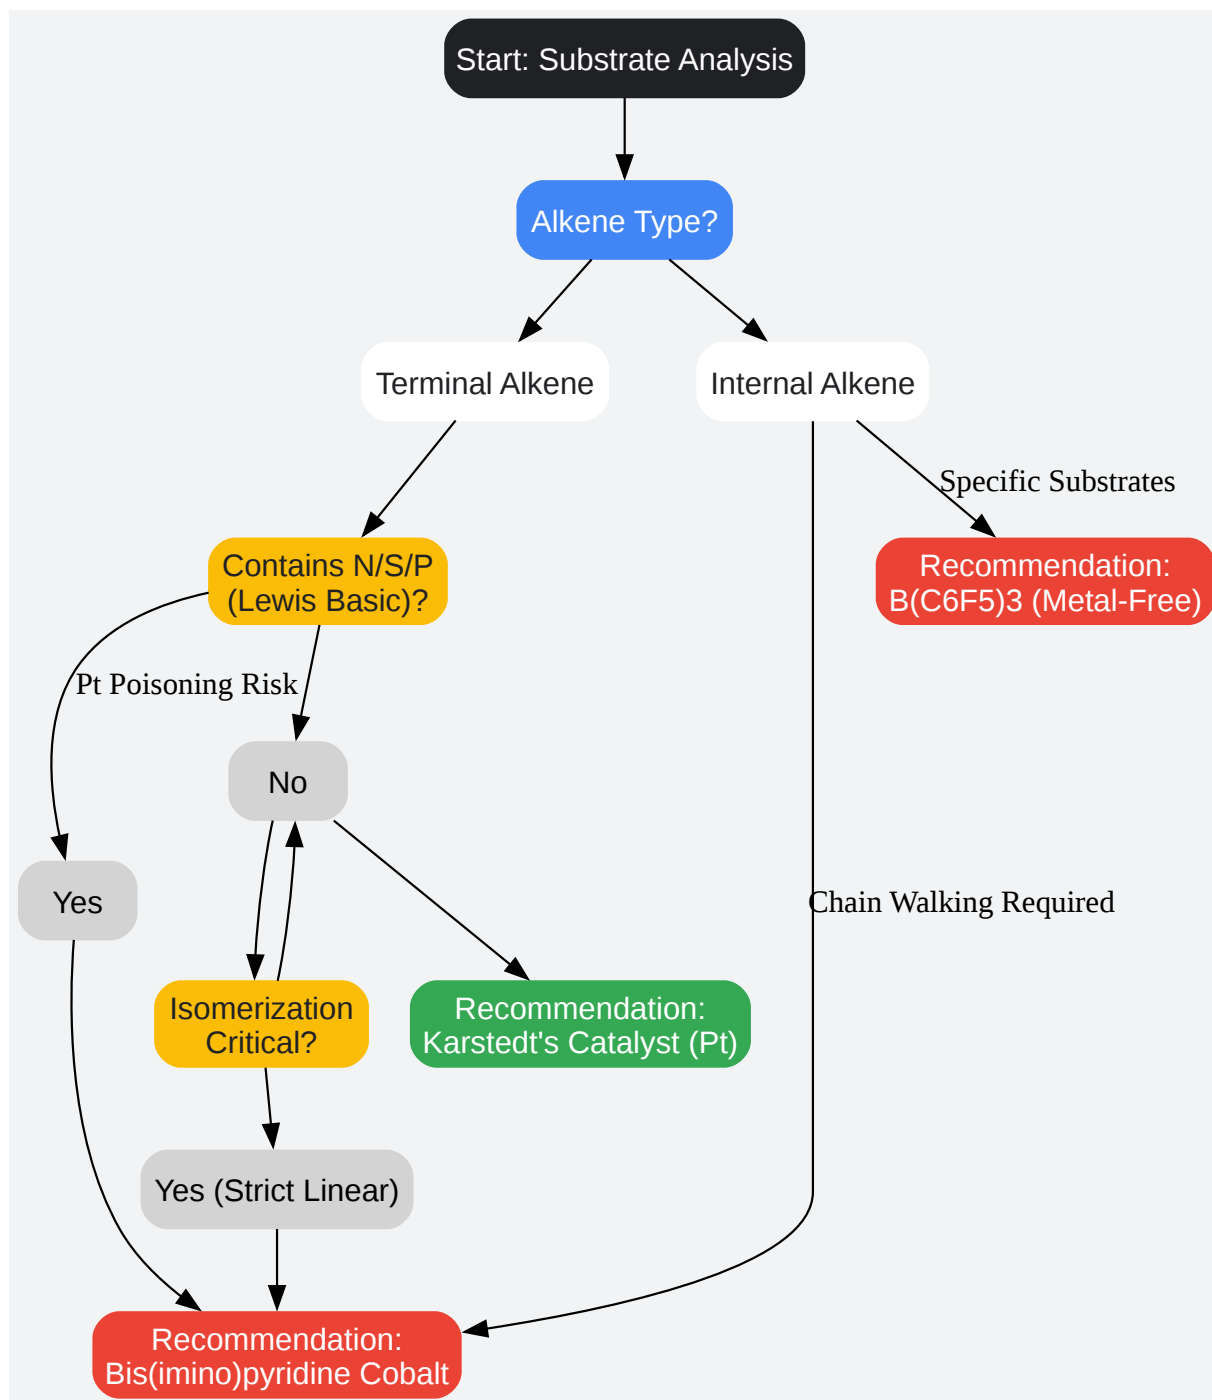 Start: Substrate Analysis
Alkene Type?
Terminal Alkene
Internal Alkene
Specific Substrates
Contains N/S/P
(Lewis Basic)?
Recommendation:
B(C6F5)3 (Metal-Free)
Pt Poisoning Risk
No
Yes
Chain Walking Required
Isomerization
Critical?
Recommendation:
Karstedt's Catalyst (Pt)
Yes (Strict Linear)
Recommendation:
Bis(imino)pyridine Cobalt